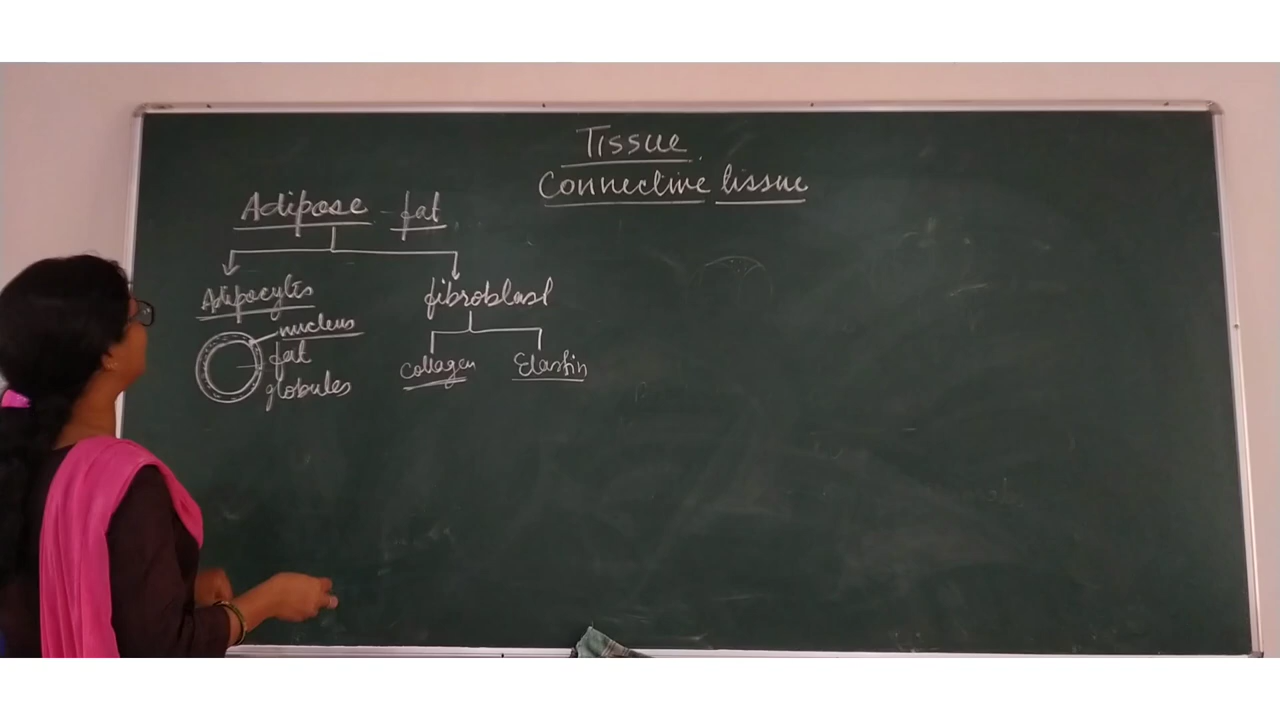 Tissue
Connective tissue
Adipose - fat
Adipocytes
fibroblast
nucleus
fat
globules
Collagen
Elastin